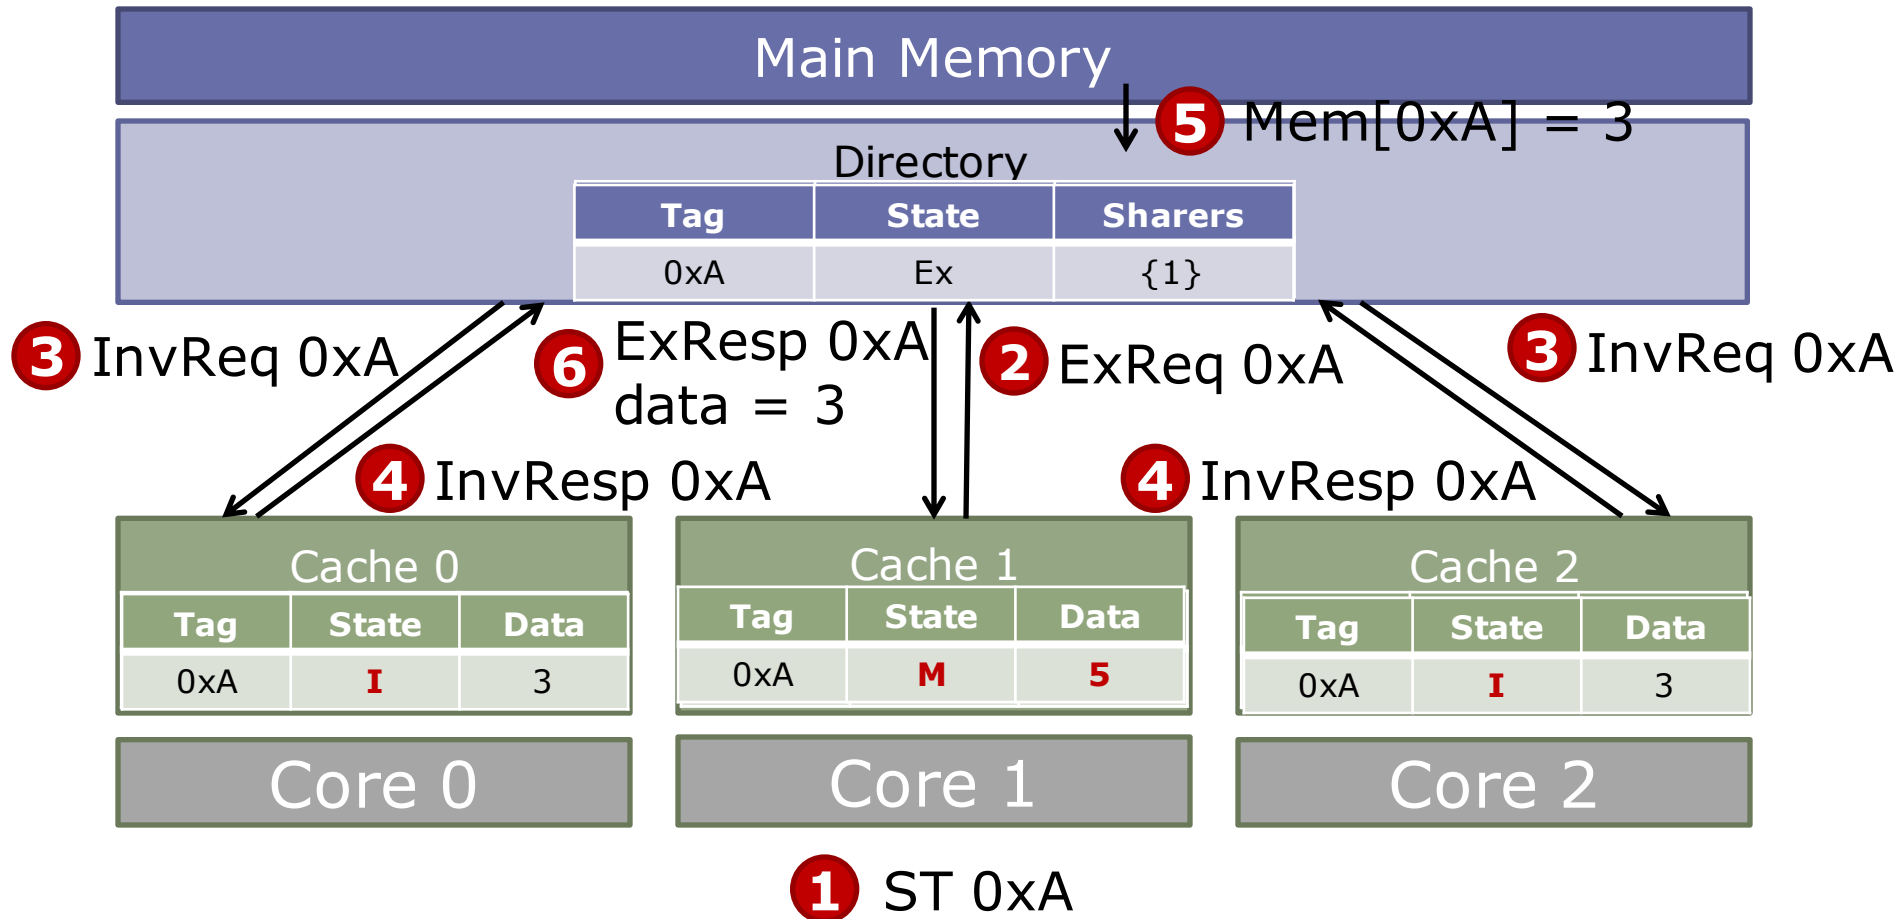 Main Memory
5 Mem[0xA] = 3
Directory
Tag State Sharers
0xA Ex {1}
3 InvReq 0xA
6 ExResp 0xA
data = 3
2 ExReq 0xA
3 InvReq 0xA
4 InvResp 0xA
4 InvResp 0xA
Cache 0
Tag State Data
0xA I 3
Cache 1
Tag State Data
0xA M 5
Cache 2
Tag State Data
0xA I 3
Core 0
Core 1
Core 2
1 ST 0xA